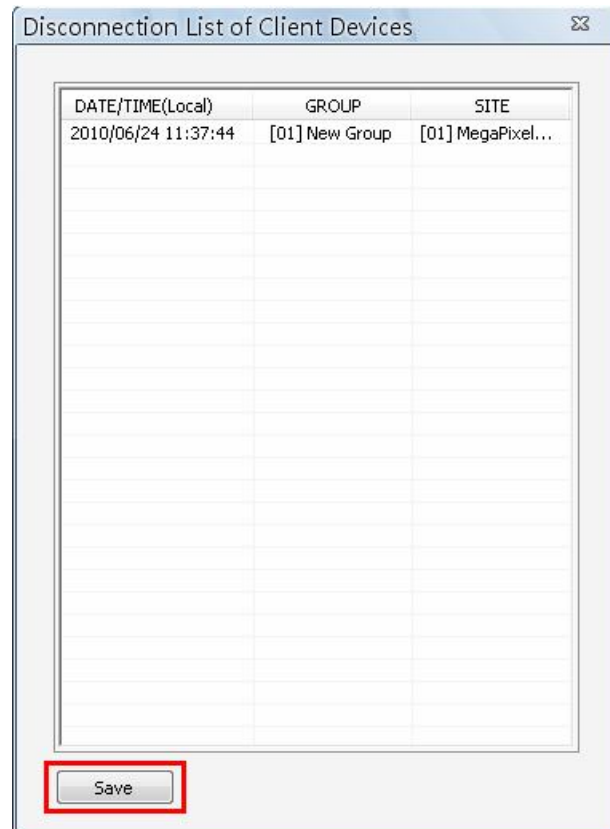 Disconnection List of Client Devices
DATE/TIME(Local) GROUP SITE
2010/06/24 11:37:44 [01] New Group [01] MegaPixel...
Save